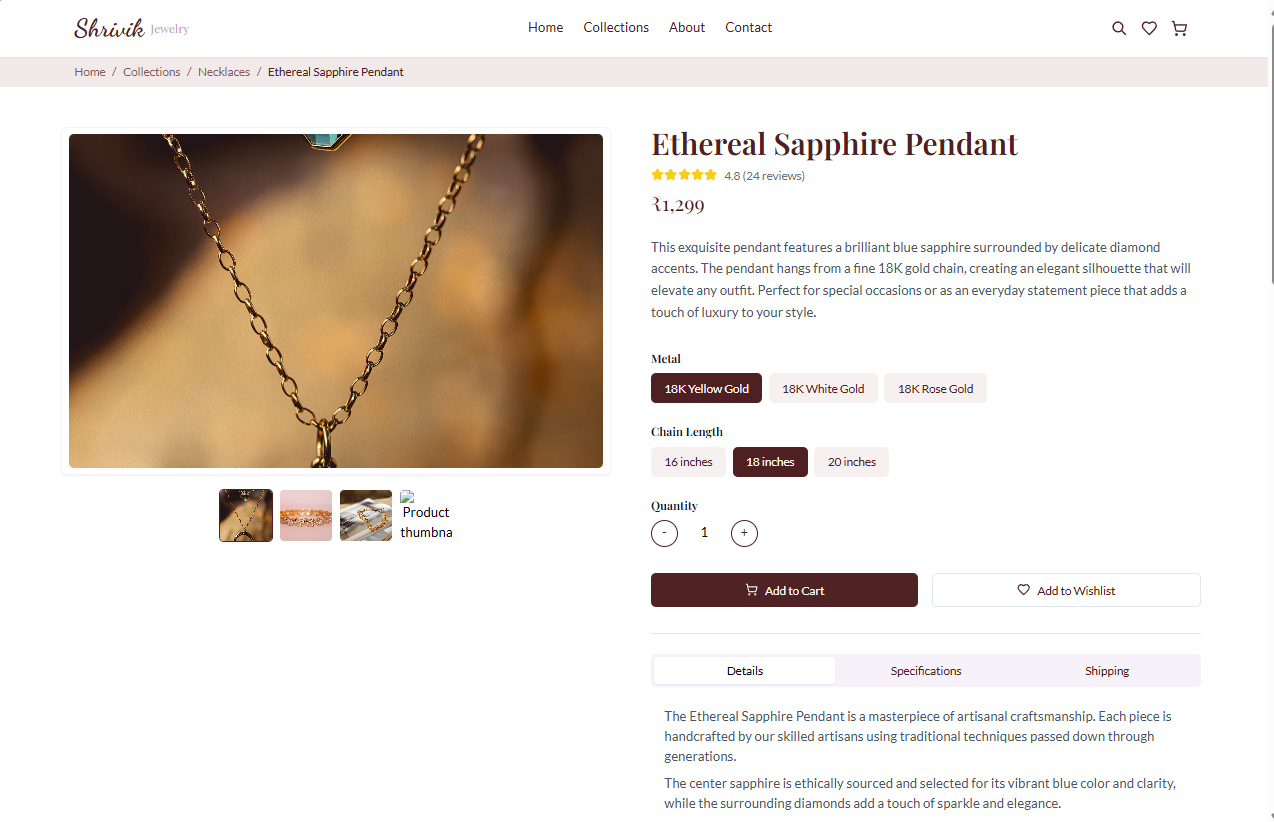 Shrivik Jewelry
Home Collections About Contact
Home / Collections / Necklaces / Ethereal Sapphire Pendant
Product
thumbna
Ethereal Sapphire Pendant
4.8 (24 reviews)
₹1,299
This exquisite pendant features a brilliant blue sapphire surrounded by delicate diamond
accents. The pendant hangs from a fine 18K gold chain, creating an elegant silhouette that will
elevate any outfit. Perfect for special occasions or as an everyday statement piece that adds a
touch of luxury to your style.
Metal
18K Yellow Gold 18K White Gold 18K Rose Gold
Chain Length
16 inches 18 inches 20 inches
Quantity
- 1 +
Add to Cart Add to Wishlist
Details Specifications Shipping
The Ethereal Sapphire Pendant is a masterpiece of artisanal craftsmanship. Each piece is
handcrafted by our skilled artisans using traditional techniques passed down through
generations.
The center sapphire is ethically sourced and selected for its vibrant blue color and clarity,
while the surrounding diamonds add a touch of sparkle and elegance.